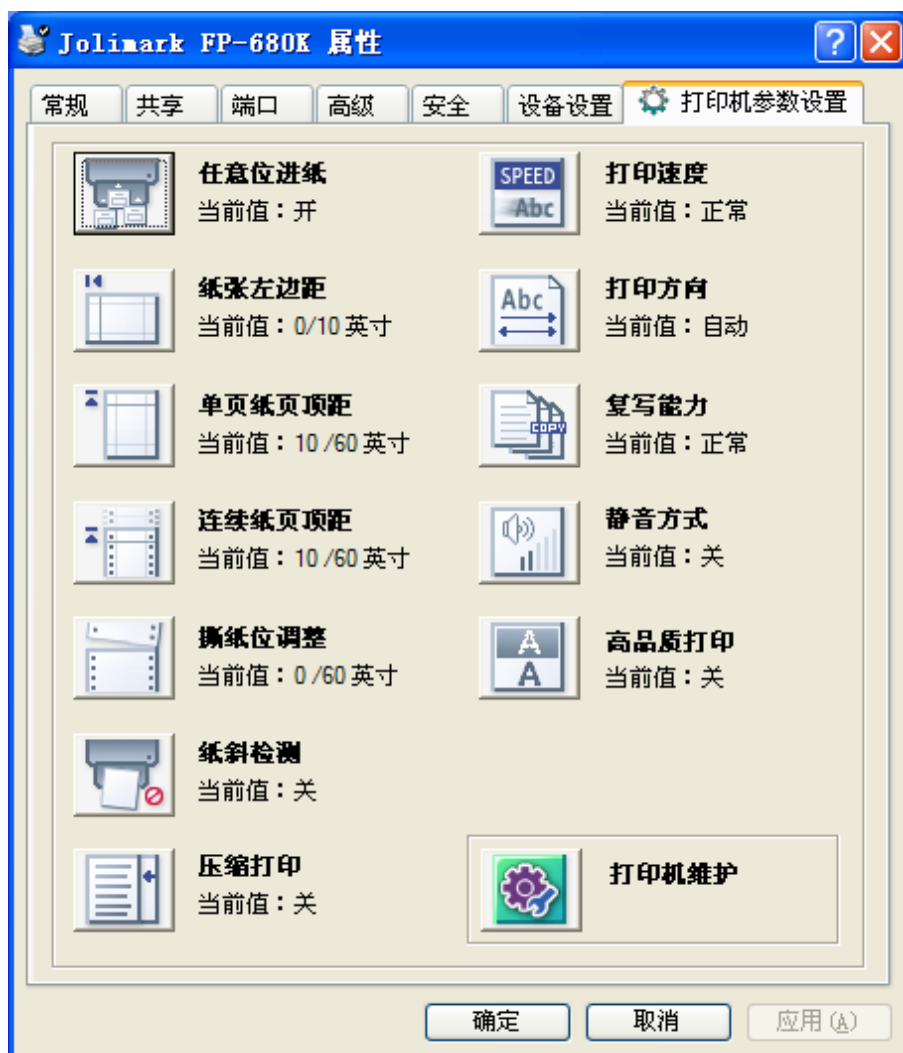 Jolimark FP-680K 属性
常规 共享 端口 高级 安全 设备设置 打印机参数设置
任意位进纸
当前值：开
纸张左边距
当前值：0/10 英寸
单页纸页顶距
当前值：10 /60 英寸
连续纸页顶距
当前值：10 /60 英寸
撕纸位调整
当前值：0 /60 英寸
纸斜检测
当前值：关
压缩打印
当前值：关
SPEED
Abc
打印速度
当前值：正常
Abc
打印方向
当前值：自动
COPY
复写能力
当前值：正常
静音方式
当前值：关
A
A
高品质打印
当前值：关
打印机维护
确定 取消 应用(A)